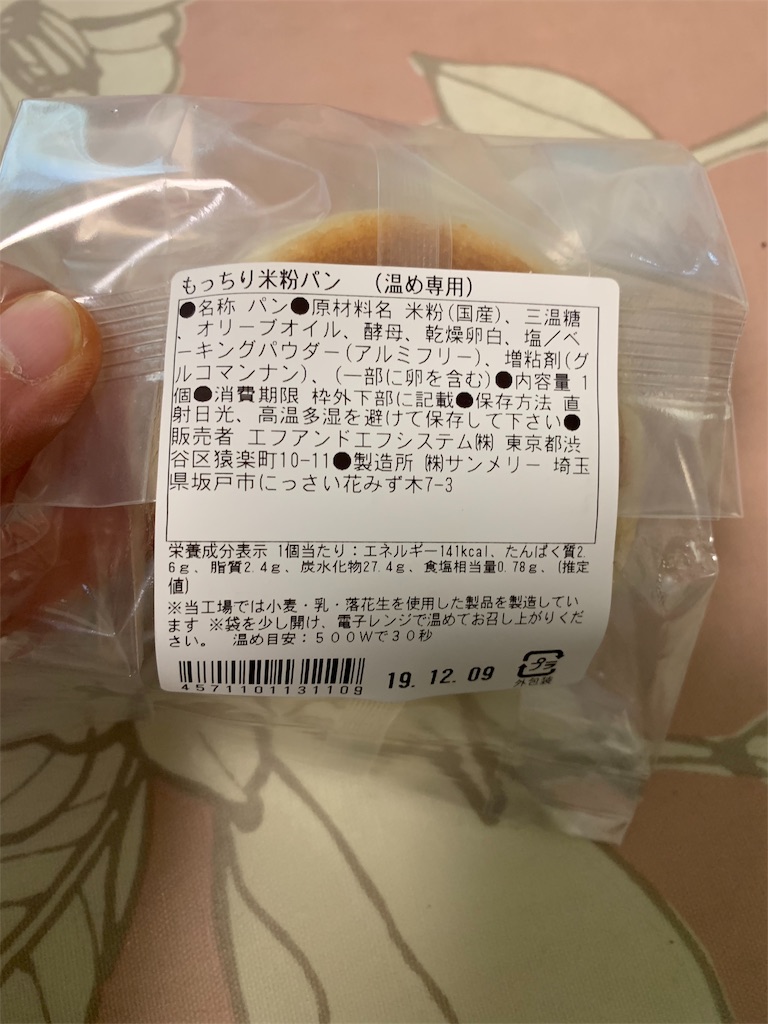 もっちり米粉パン （温め専用）
●名称 パン●原材料名 米粉(国産)、三温糖
、オリーブオイル、酵母、乾燥卵白、塩／ベ
ーキングパウダー(アルミフリー)、増粘剤(グ
ルコマンナン)、(一部に卵を含む)●内容量 1
個●消費期限 枠外下部に記載●保存方法 直
射日光、高温多湿を避けて保存して下さい●
販売者 エフアンドエフシステム㈱ 東京都渋
谷区猿楽町10-11●製造所 ㈱サンメリー 埼玉
県坂戸市にっさい花みず木7-3
栄養成分表示 1個当たり：エネルギー141kcal、たんぱく質2.
6g、脂質2.4g、炭水化物27.4g、食塩相当量0.78g、(推定
値)
※当工場では小麦・乳・落花生を使用した製品を製造してい
ます ※袋を少し開け、電子レンジで温めてお召し上がりくだ
さい。 温め目安：５００Wで３０秒
4571101131109
19.12.09
プラ
外包装